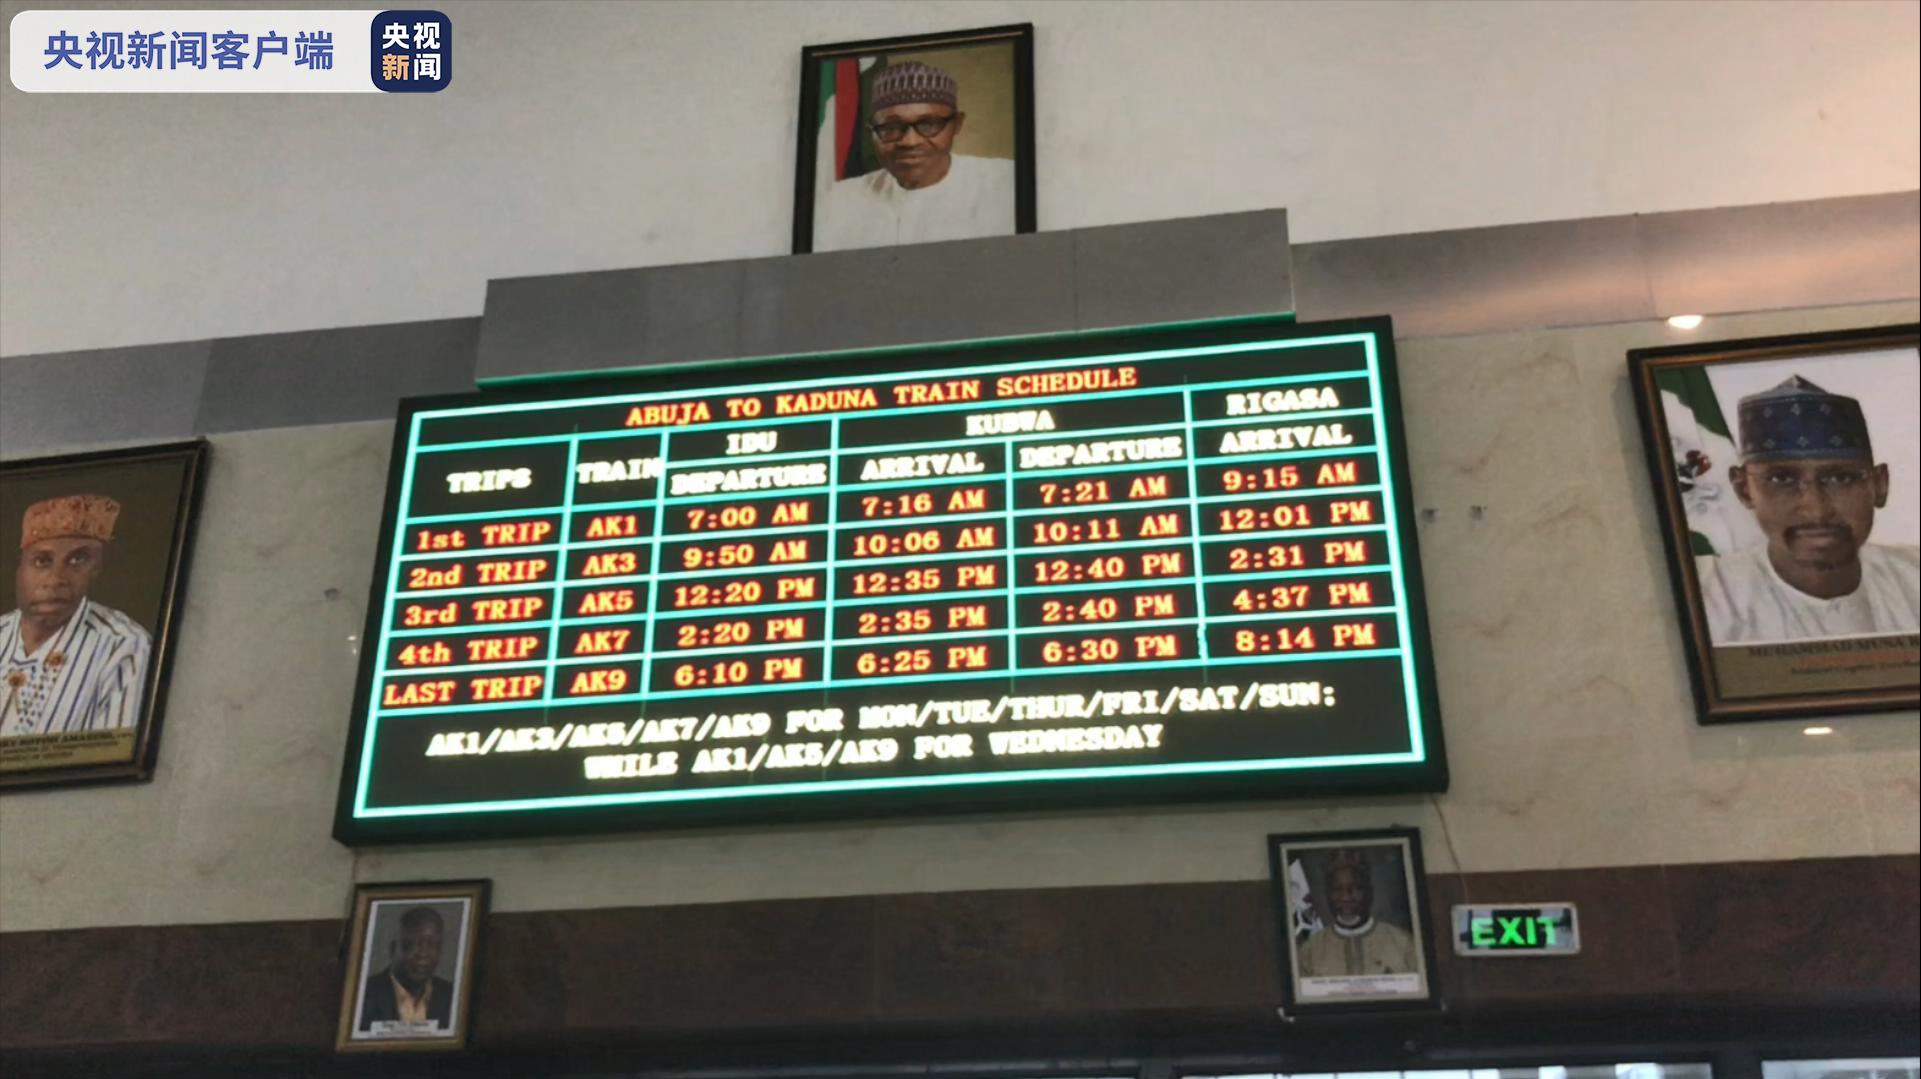 央视新闻客户端
央视
新闻
ABUJA TO KADUNA TRAIN SCHEDULE
TRIPS TRAIN IDU KUBWA RIGASA
DEPARTURE ARRIVAL DEPARTURE ARRIVAL
1st TRIP AK1 7:00 AM 7:16 AM 7:21 AM 9:15 AM
2nd TRIP AK3 9:50 AM 10:06 AM 10:11 AM 12:01 PM
3rd TRIP AK5 12:20 PM 12:35 PM 12:40 PM 2:31 PM
4th TRIP AK7 2:20 PM 2:35 PM 2:40 PM 4:37 PM
LAST TRIP AK9 6:10 PM 6:25 PM 6:30 PM 8:14 PM
AK1/AK3/AK5/AK7/AK9 FOR MON/TUE/THUR/FRI/SAT/SUN:
WHILE AK1/AK5/AK9 FOR WEDNESDAY
MUHAMMAD MUSA
EXIT